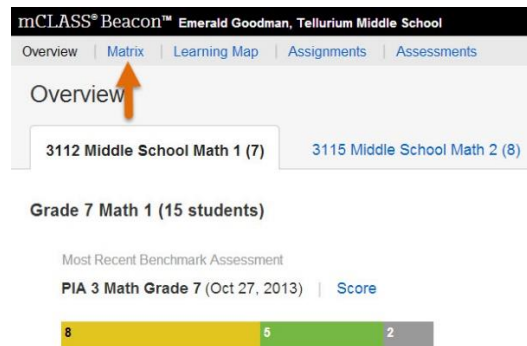 mCLASS® Beacon™ Emerald Goodman, Tellurium Middle School
Overview | Matrix | Learning Map | Assignments | Assessments
Overview
3112 Middle School Math 1 (7) 3115 Middle School Math 2 (8)
Grade 7 Math 1 (15 students)
Most Recent Benchmark Assessment
PIA 3 Math Grade 7 (Oct 27, 2013) | Score
8 5 2